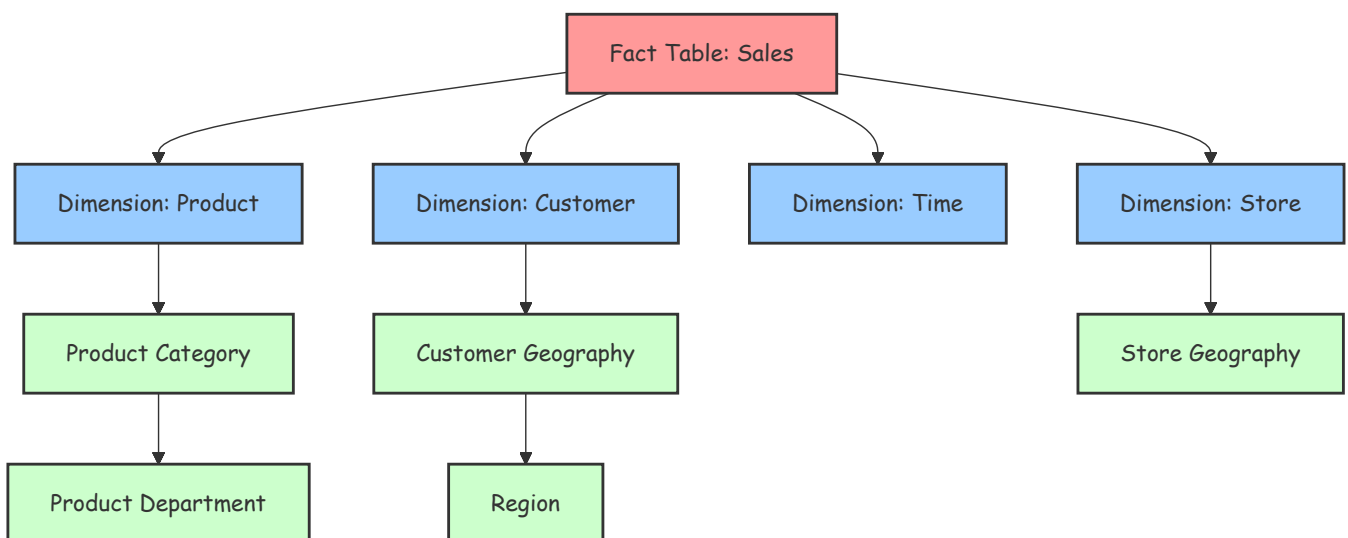 Fact Table: Sales
Dimension: Product
Dimension: Customer
Dimension: Time
Dimension: Store
Product Category
Customer Geography
Store Geography
Product Department
Region